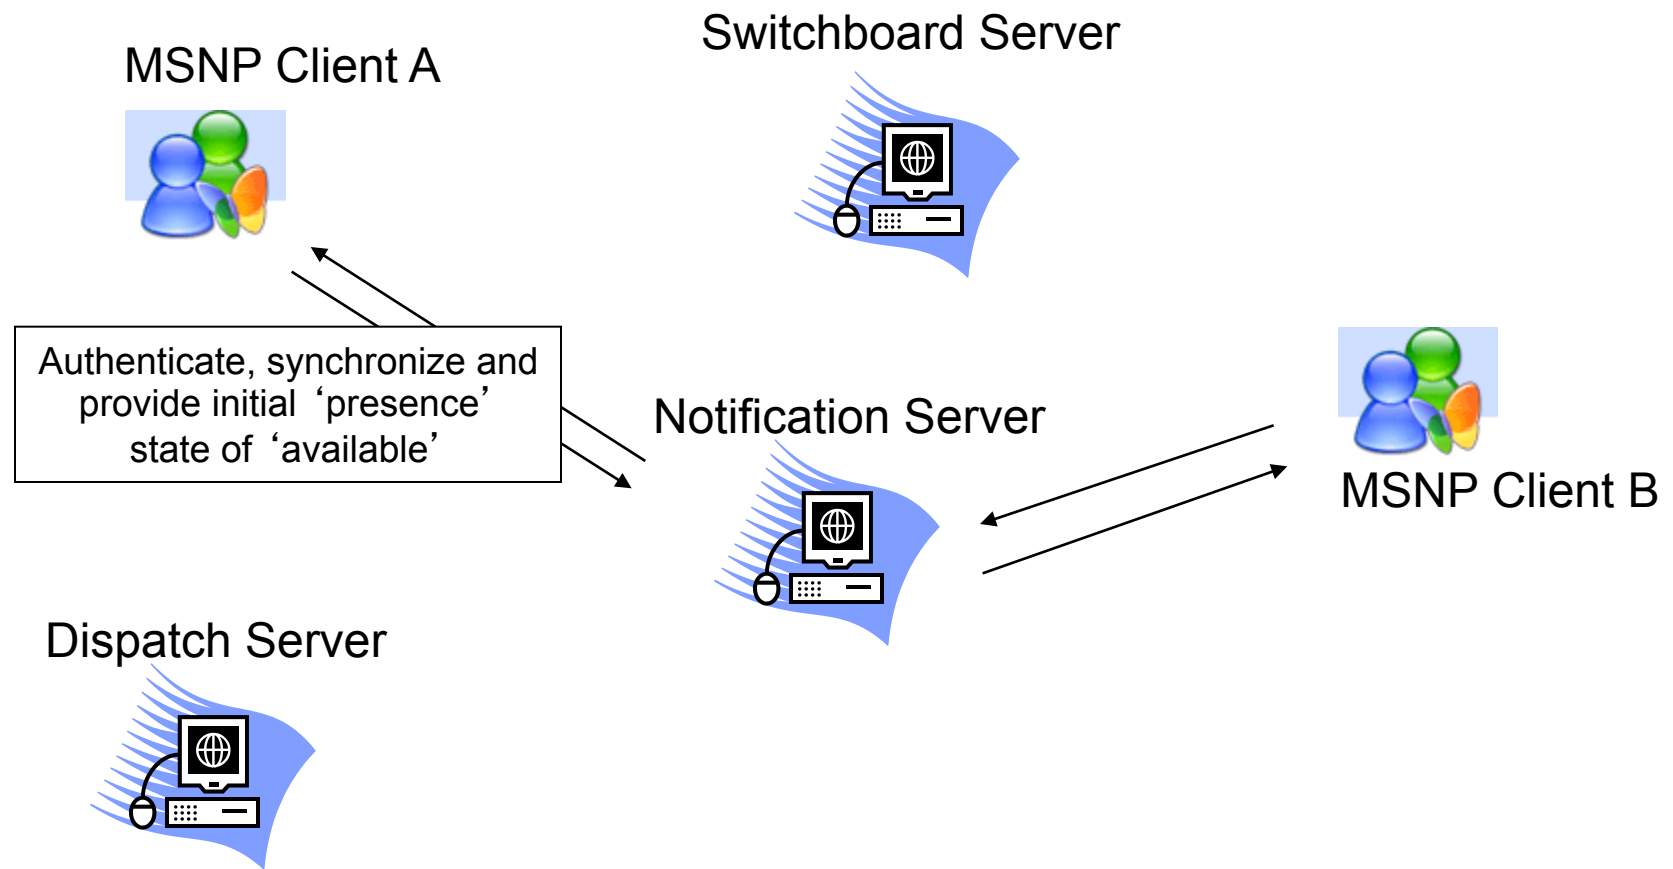 Switchboard Server
MSNP Client A
Authenticate, synchronize and
provide initial ‘presence’
state of ‘available’
Notification Server
MSNP Client B
Dispatch Server